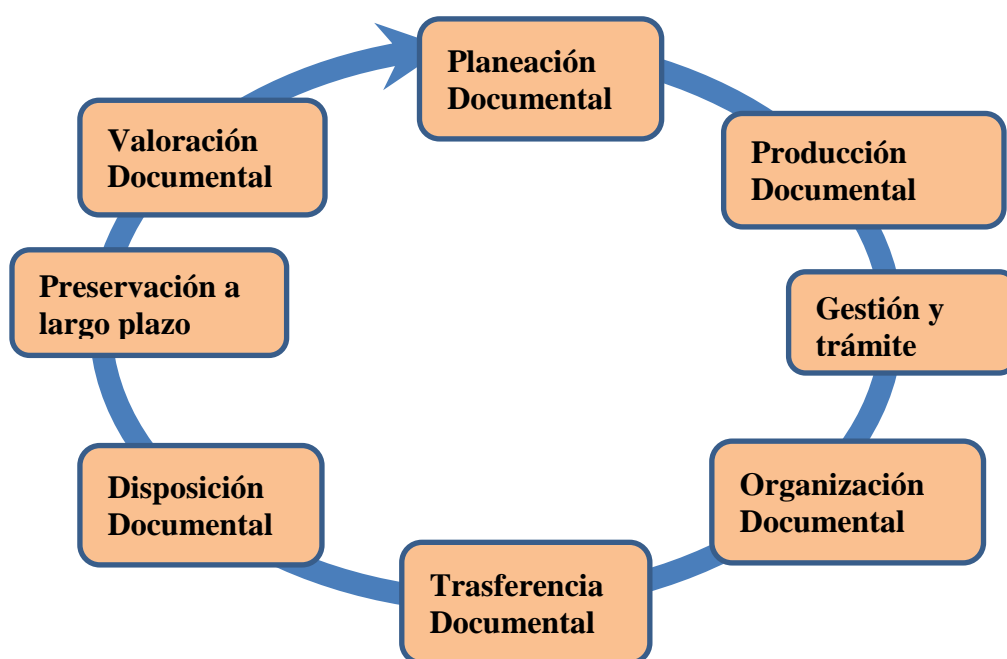 Planeación
Documental
Producción
Documental
Gestión y
trámite
Organización
Documental
Trasferencia
Documental
Disposición
Documental
Preservación a
largo plazo
Valoración
Documental